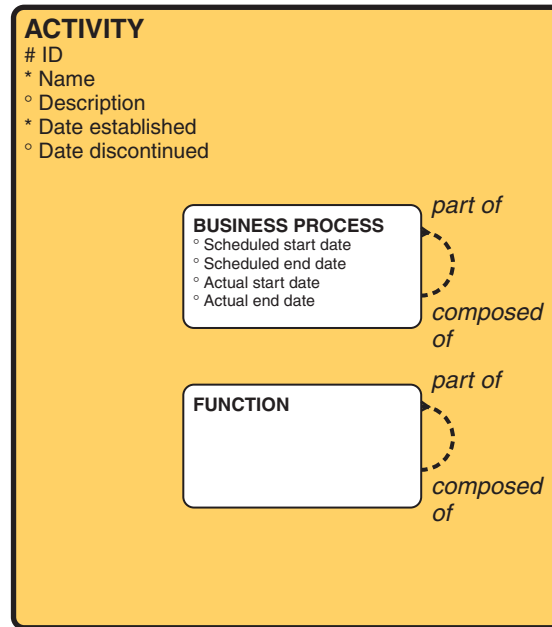 ACTIVITY
# ID
* Name
° Description
* Date established
° Date discontinued
part of
BUSINESS PROCESS
° Scheduled start date
° Scheduled end date
° Actual start date
° Actual end date
composed
of
part of
FUNCTION
composed
of